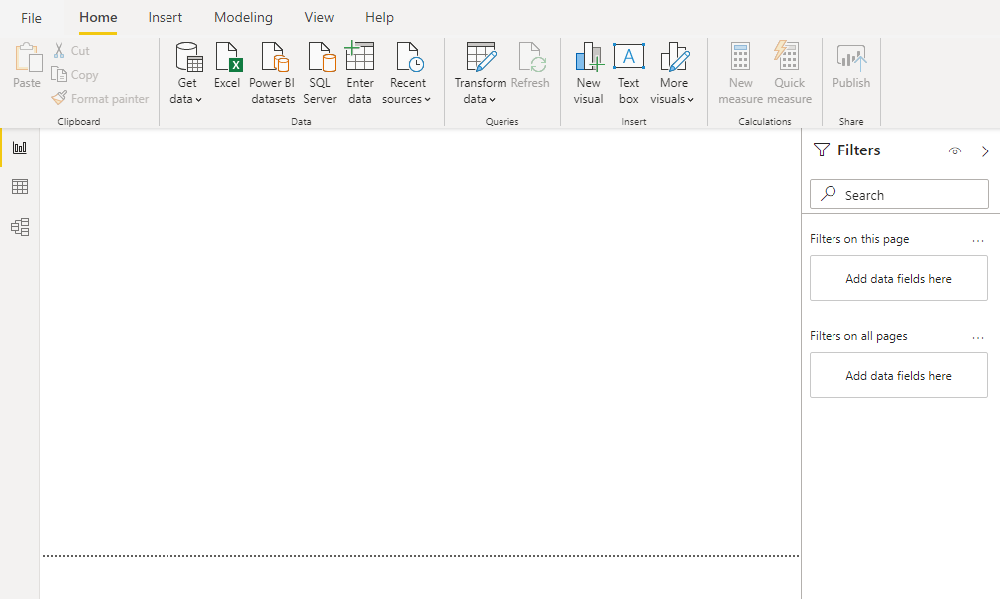 File Home Insert Modeling View Help
Paste
Cut
Copy
Format painter
Clipboard
Get data
Excel
Power BI datasets
SQL Server
Enter data
Recent sources
Data
Transform data
Refresh
Queries
New visual
A
Text box
More visuals
Insert
New measure
Quick measure
Calculations
Publish
Share
Filters
Search
Filters on this page ...
Add data fields here
Filters on all pages ...
Add data fields here